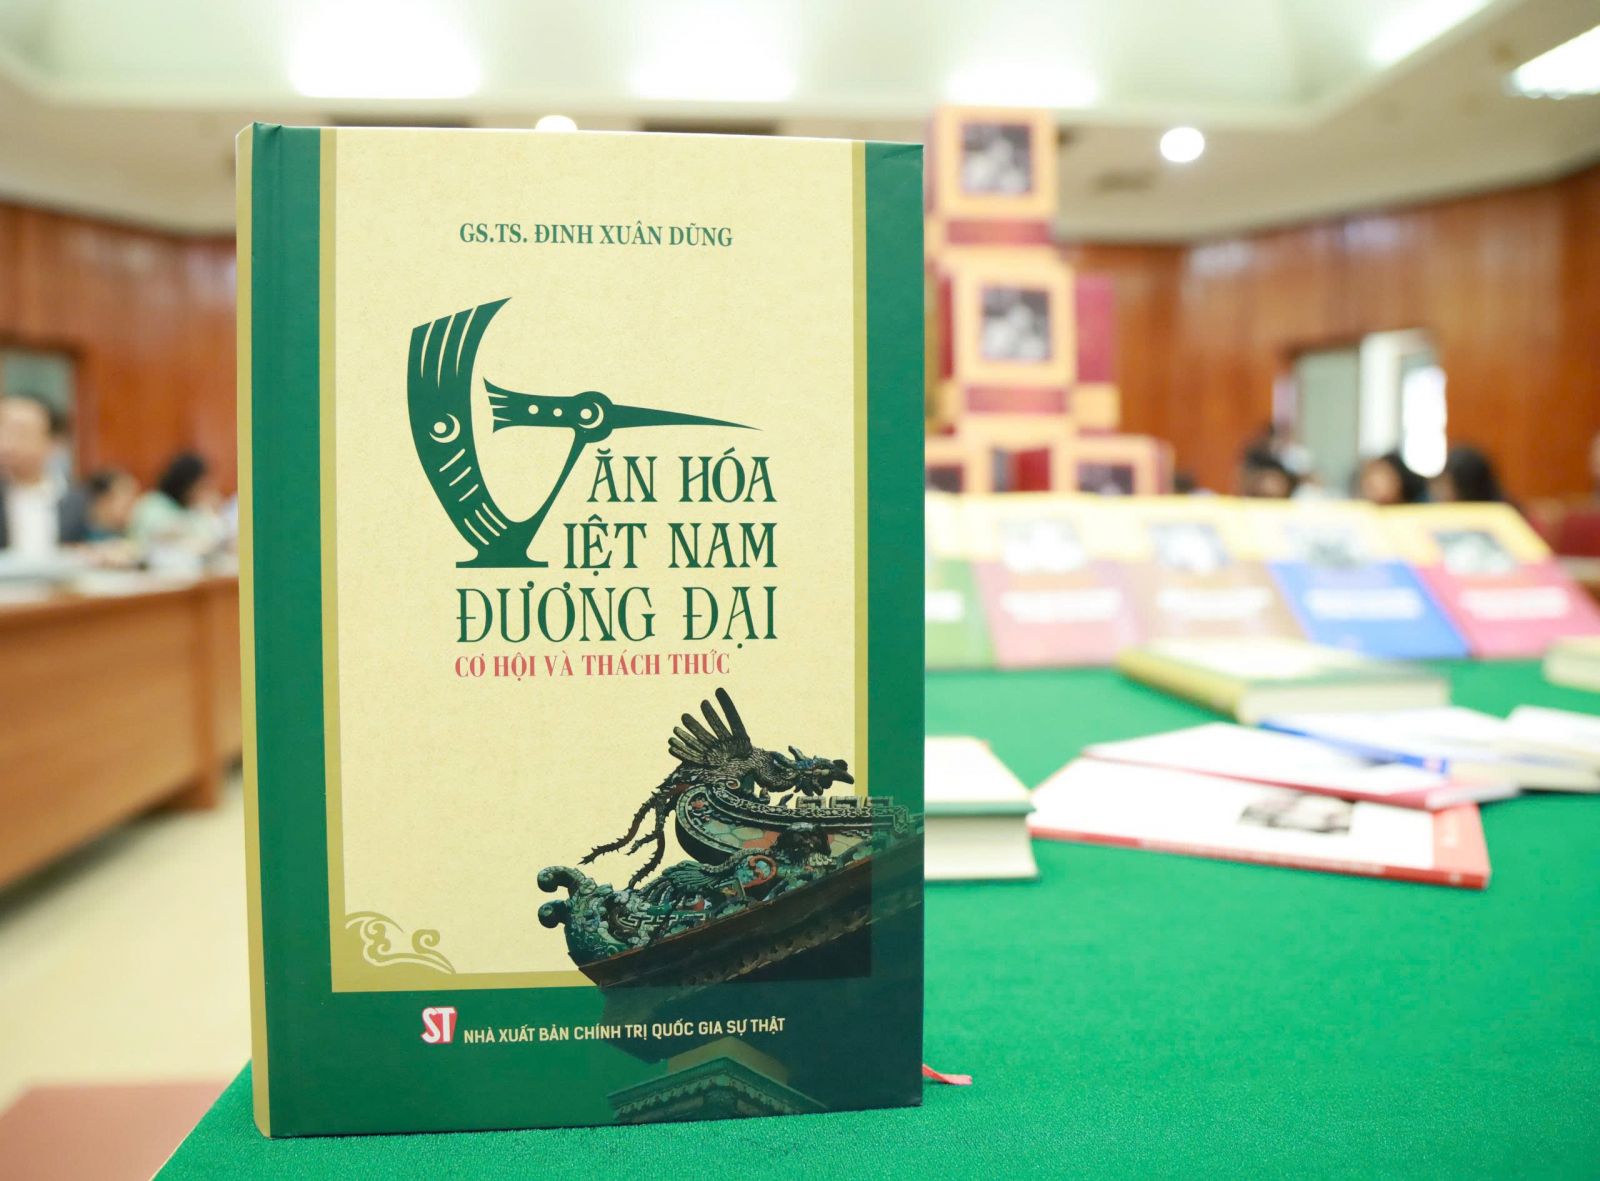 GS.TS. ĐINH XUÂN DŨNG
VĂN HÓA
VIỆT NAM
ĐƯƠNG ĐẠI
CƠ HỘI VÀ THÁCH THỨC
ST NHÀ XUẤT BẢN CHÍNH TRỊ QUỐC GIA SỰ THẬT